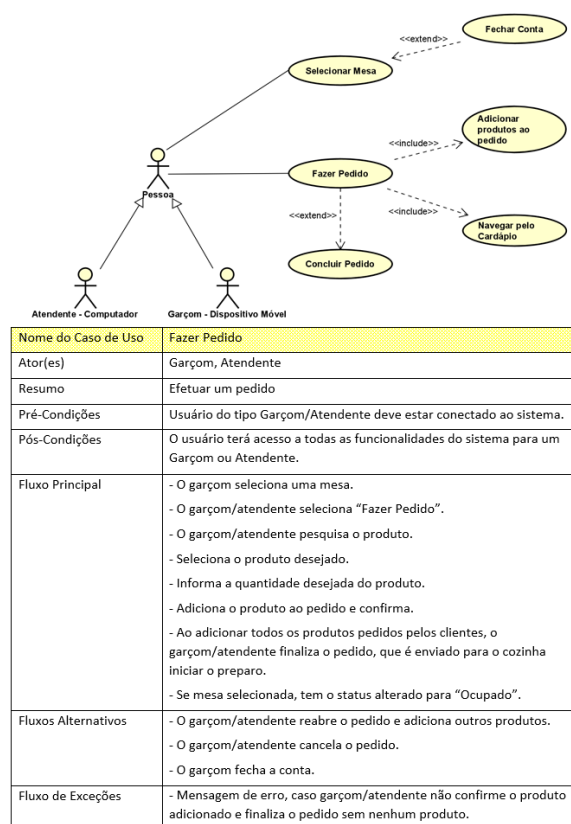 Fechar Conta
<<extend>>
Selecionar Mesa
Adicionar
produtos ao
pedido
<<include>>
Fazer Pedido
Pessoa
<<extend>>
<<include>>
Navegar pelo
Cardápio
Concluir Pedido
Atendente - Computador
Garçom - Dispositivo Móvel
Nome do Caso de Uso
Fazer Pedido
Ator(es)
Garçom, Atendente
Resumo
Efetuar um pedido
Pré-Condições
Usuário do tipo Garçom/Atendente deve estar conectado ao sistema.
Pós-Condições
O usuário terá acesso a todas as funcionalidades do sistema para um
Garçom ou Atendente.
Fluxo Principal
- O garçom seleciona uma mesa.
- O garçom/atendente seleciona “Fazer Pedido”.
- O garçom/atendente pesquisa o produto.
- Seleciona o produto desejado.
- Informa a quantidade desejada do produto.
- Adiciona o produto ao pedido e confirma.
- Ao adicionar todos os produtos pedidos pelos clientes, o
garçom/atendente finaliza o pedido, que é enviado para o cozinha
iniciar o preparo.
- Se mesa selecionada, tem o status alterado para “Ocupado”.
Fluxos Alternativos
- O garçom/atendente reabre o pedido e adiciona outros produtos.
- O garçom/atendente cancela o pedido.
- O garçom fecha a conta.
Fluxo de Exceções
- Mensagem de erro, caso garçom/atendente não confirme o produto
adicionado e finaliza o pedido sem nenhum produto.